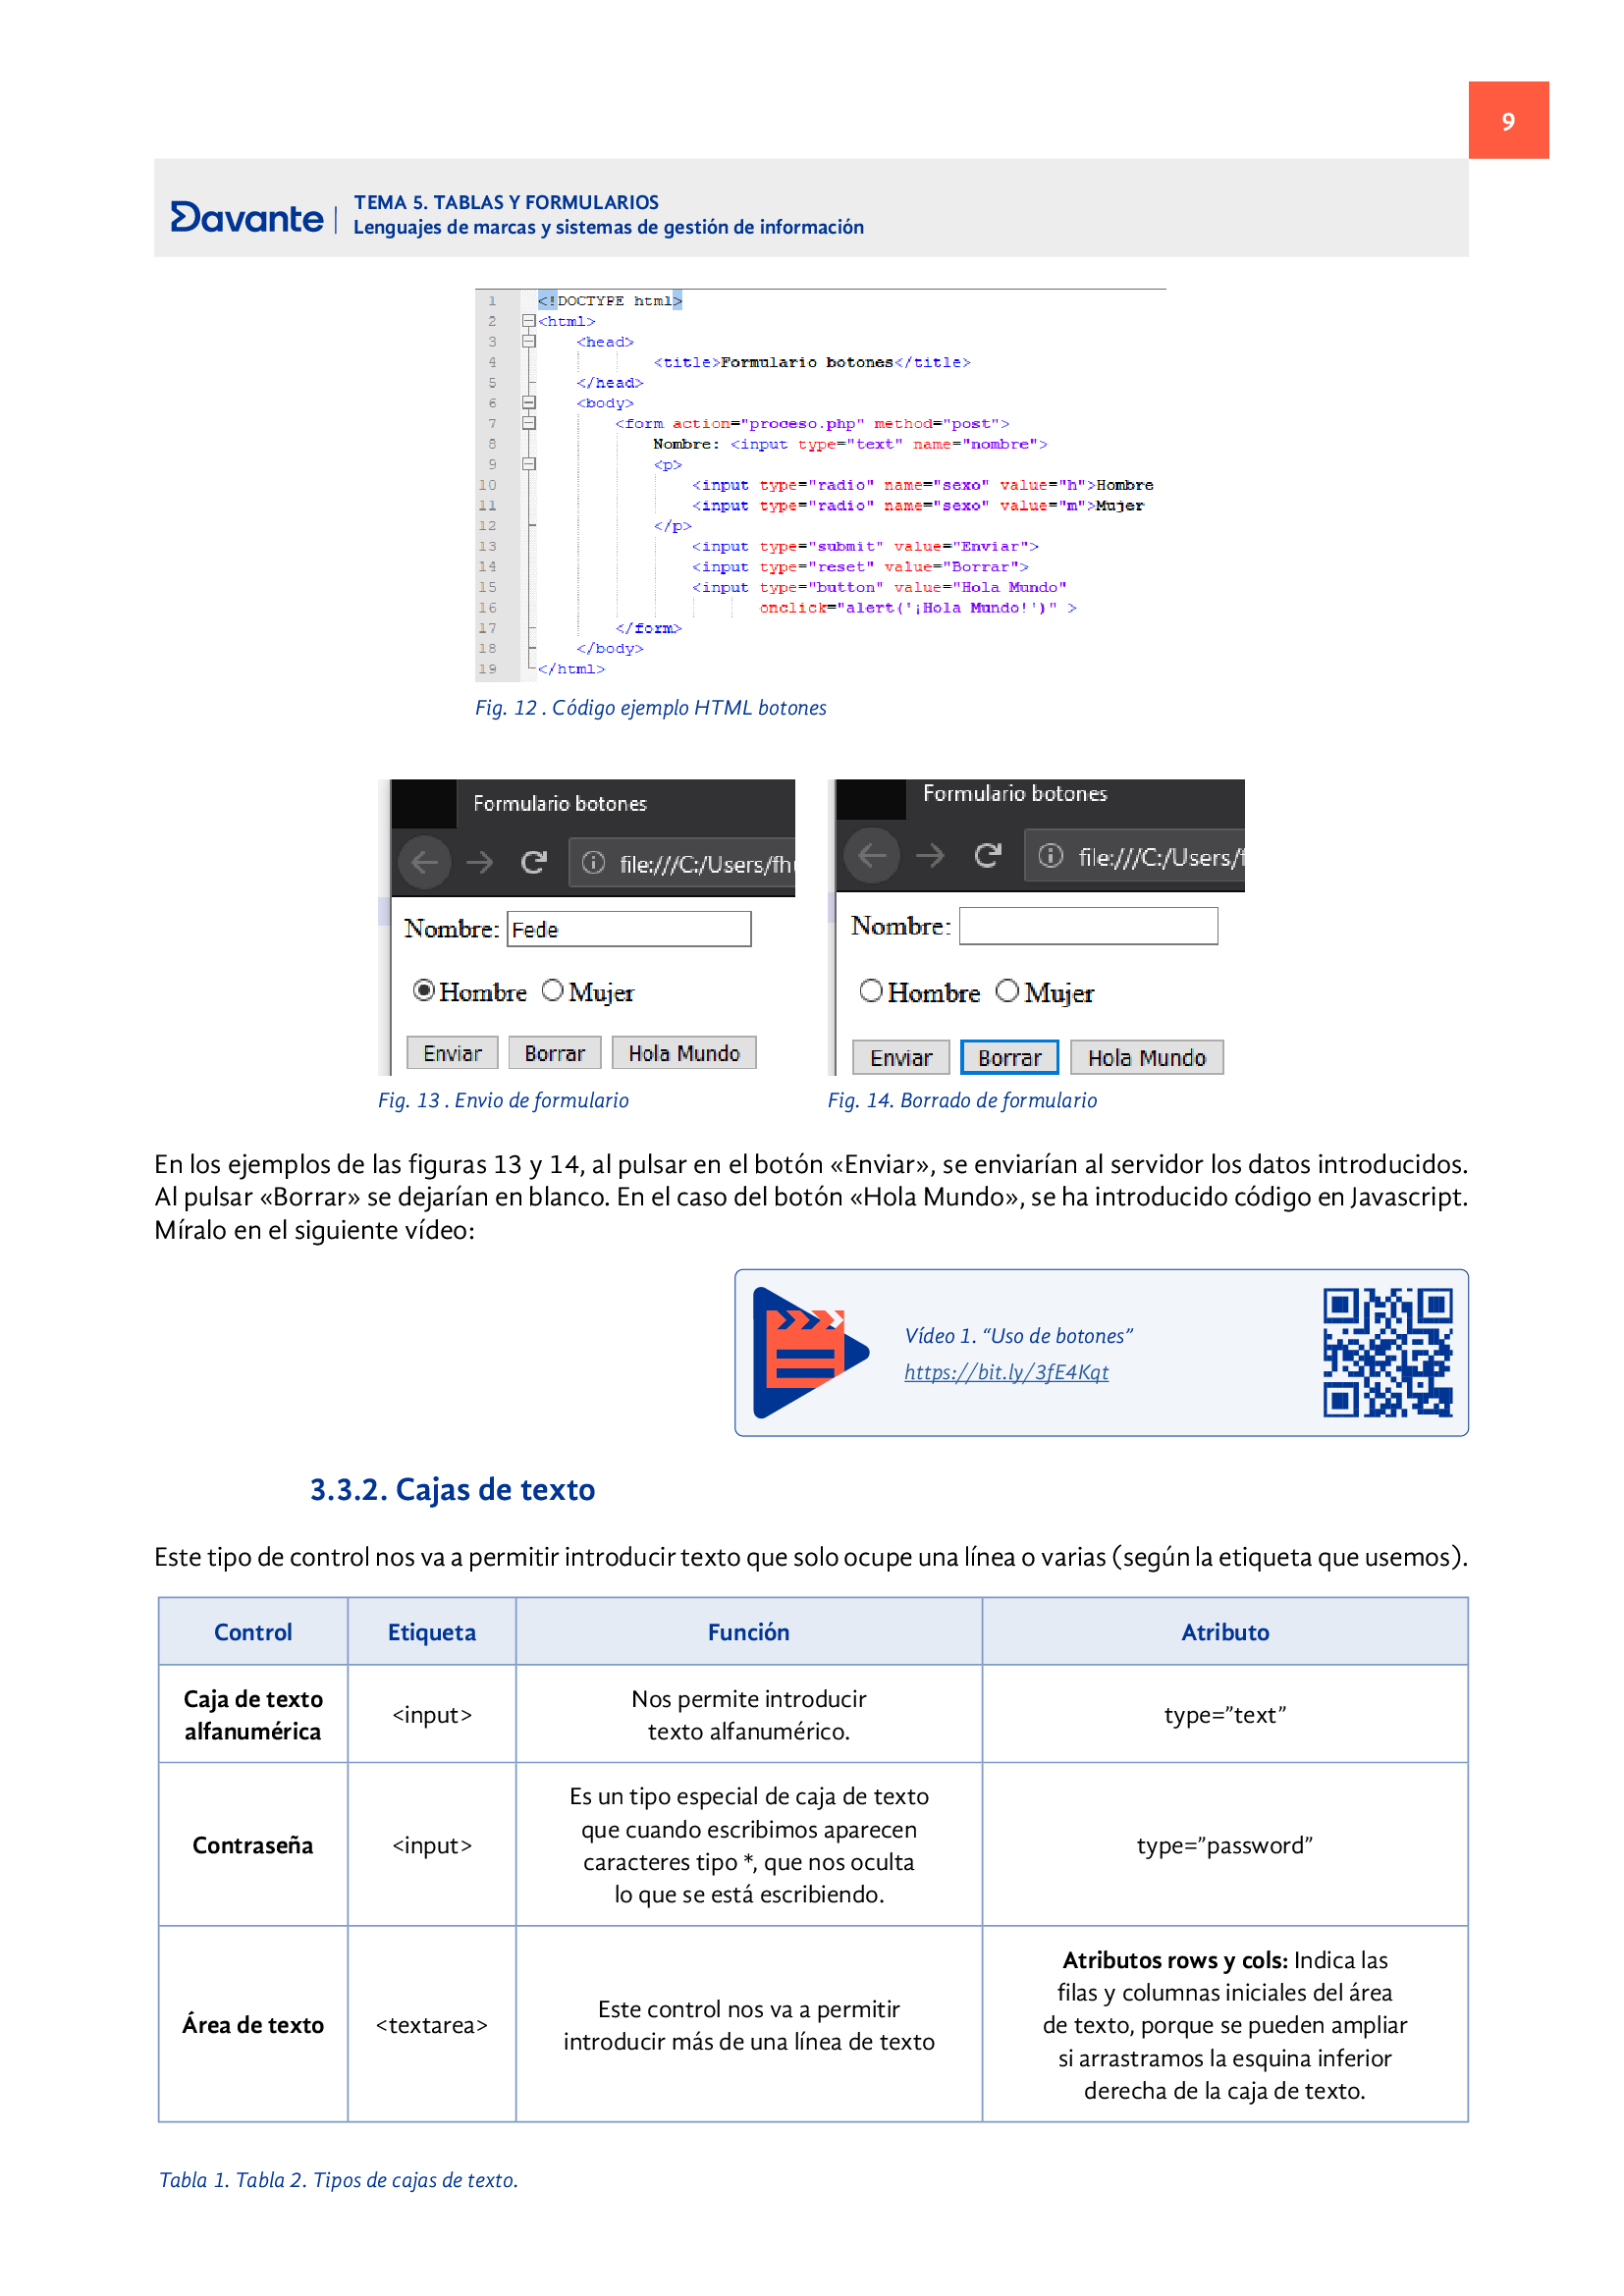 9
Davante
TEMA 5. TABLAS Y FORMULARIOS
Lenguajes de marcas y sistemas de gestión de información
1 <!DOCTYPE html>
2 <html>
3 <head>
4 <title>Formulario botones</title>
5 </head>
6 <body>
7 <form action="proceso.php" method="post">
8 Nombre: <input type="text" name="nombre">
9 <p>
10 <input type="radio" name="sexo" value="h">Hombre
11 <input type="radio" name="sexo" value="m">Mujer
12 </p>
13 <input type="submit" value="Enviar">
14 <input type="reset" value="Borrar">
15 <input type="button" value="Hola Mundo"
16 onclick="alert('¡Hola Mundo!')" >
17 </form>
18 </body>
19 </html>
Fig. 12 . Código ejemplo HTML botones
Formulario botones
file:///C:/Users/fh
Nombre: Fede
Hombre Mujer
Enviar Borrar Hola Mundo
Fig. 13 . Envio de formulario
Formulario botones
file:///C:/Users/f
Nombre:
Hombre Mujer
Enviar Borrar Hola Mundo
Fig. 14. Borrado de formulario
En los ejemplos de las figuras 13 y 14, al pulsar en el botón «Enviar», se enviarían al servidor los datos introducidos.
Al pulsar «Borrar» se dejarían en blanco. En el caso del botón «Hola Mundo», se ha introducido código en Javascript.
Míralo en el siguiente vídeo:
Vídeo 1. “Uso de botones”
https://bit.ly/3fE4Kqt
3.3.2. Cajas de texto
Este tipo de control nos va a permitir introducir texto que solo ocupe una línea o varias (según la etiqueta que usemos).
Control Etiqueta Función Atributo
Caja de texto
alfanumérica
<input>
Nos permite introducir
texto alfanumérico.
type=”text”
Contraseña
<input>
Es un tipo especial de caja de texto
que cuando escribimos aparecen
caracteres tipo *, que nos oculta
lo que se está escribiendo.
type=”password”
Área de texto
<textarea>
Este control nos va a permitir
introducir más de una línea de texto
Atributos rows y cols: Indica las
filas y columnas iniciales del área
de texto, porque se pueden ampliar
si arrastramos la esquina inferior
derecha de la caja de texto.
Tabla 1. Tabla 2. Tipos de cajas de texto.